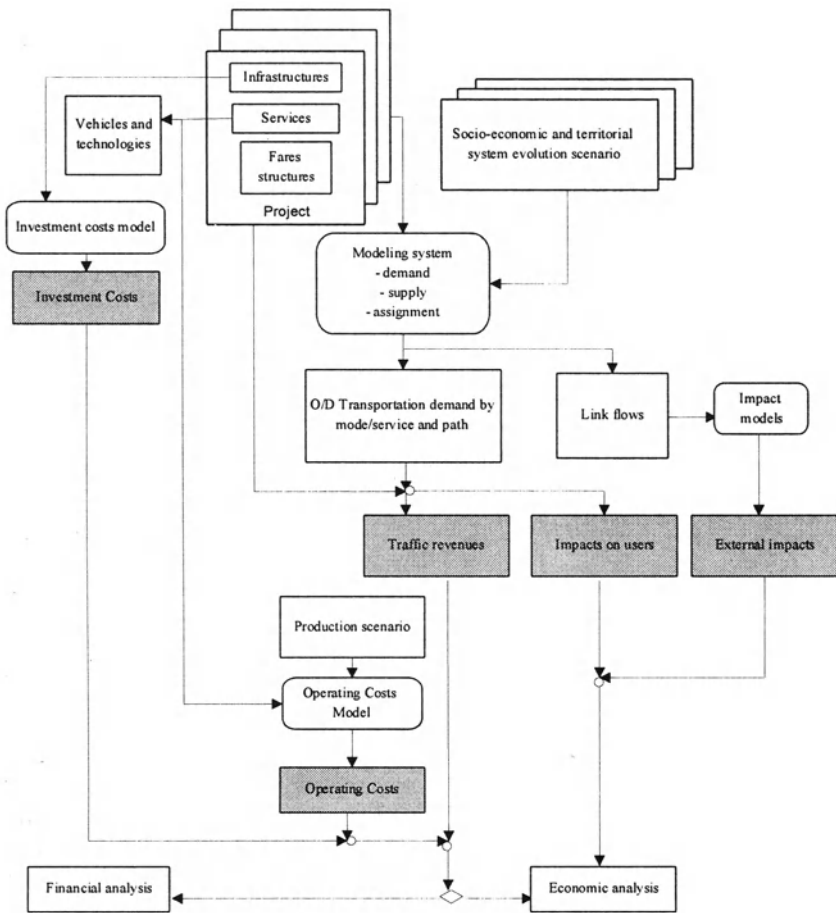 Infrastructures
Services
Fares
structures
Project
Vehicles and
technologies
Socio-economic and territorial
system evolution scenario
Investment costs model
Investment Costs
Modeling system
- demand
- supply
- assignment
O/D Transportation demand by
mode/service and path
Link flows
Impact
models
Traffic revenues
Impacts on users
External impacts
Production scenario
Operating Costs
Model
Operating Costs
Financial analysis
Economic analysis